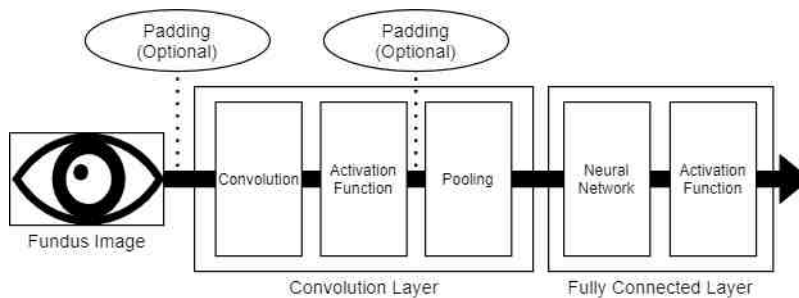 Padding
(Optional)
Padding
(Optional)
Convolution
Activation
Function
Pooling
Neural
Network
Activation
Function
Fundus Image
Convolution Layer
Fully Connected Layer